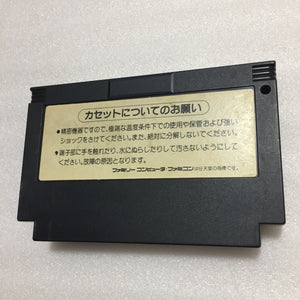 カセットについてのお願い
●精密機器ですので、極端な温度条件下での使用や保管および強い
ショックをさけてください。また、絶対に分解しないでください。
●端子部に手を触れたり、水にぬらしたりして汚さないようにして
ください。故障の原因となります。
ファミリー コンピュータ・ファミコンは任天堂の商標です。